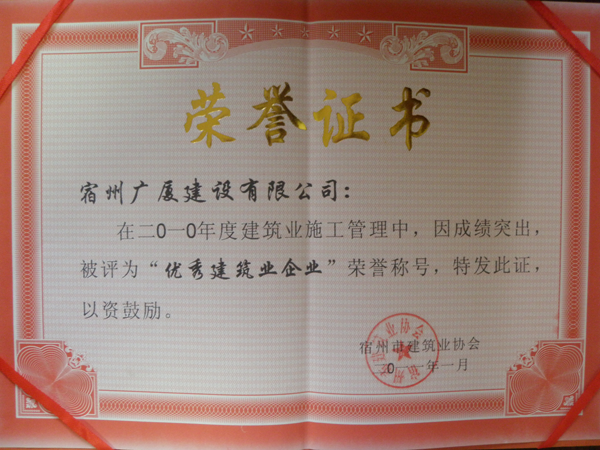 荣誉证书
宿州广厦建设有限公司：
在二0一0年度建筑业施工管理中，因成绩突出，
被评为“优秀建筑业企业”荣誉称号，特发此证，
以资鼓励。
宿州市建筑业协会
年一月